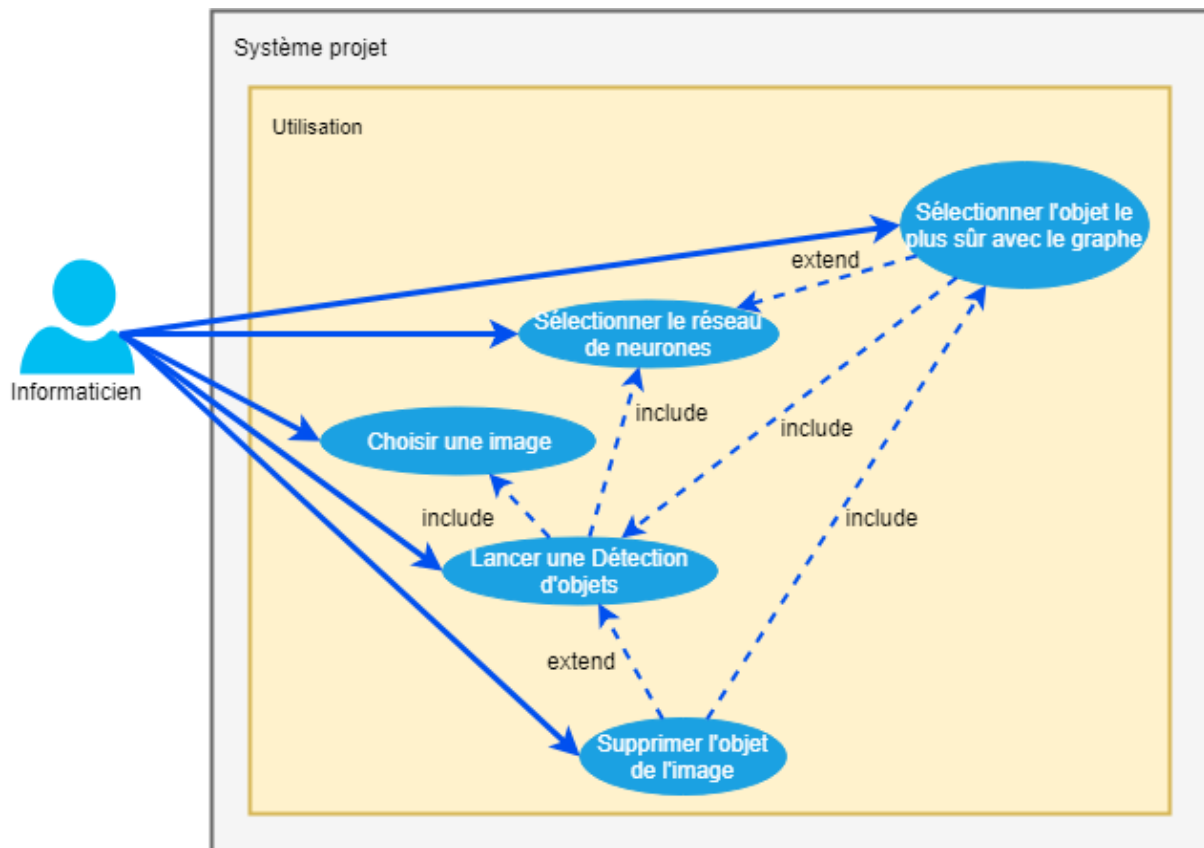 Système projet
Utilisation
Sélectionner l'objet le
plus sûr avec le graphe
extend
Sélectionner le réseau
de neurones
Informaticien
include
include
Choisir une image
include
include
Lancer une Détection
d'objets
extend
Supprimer l'objet
de l'image